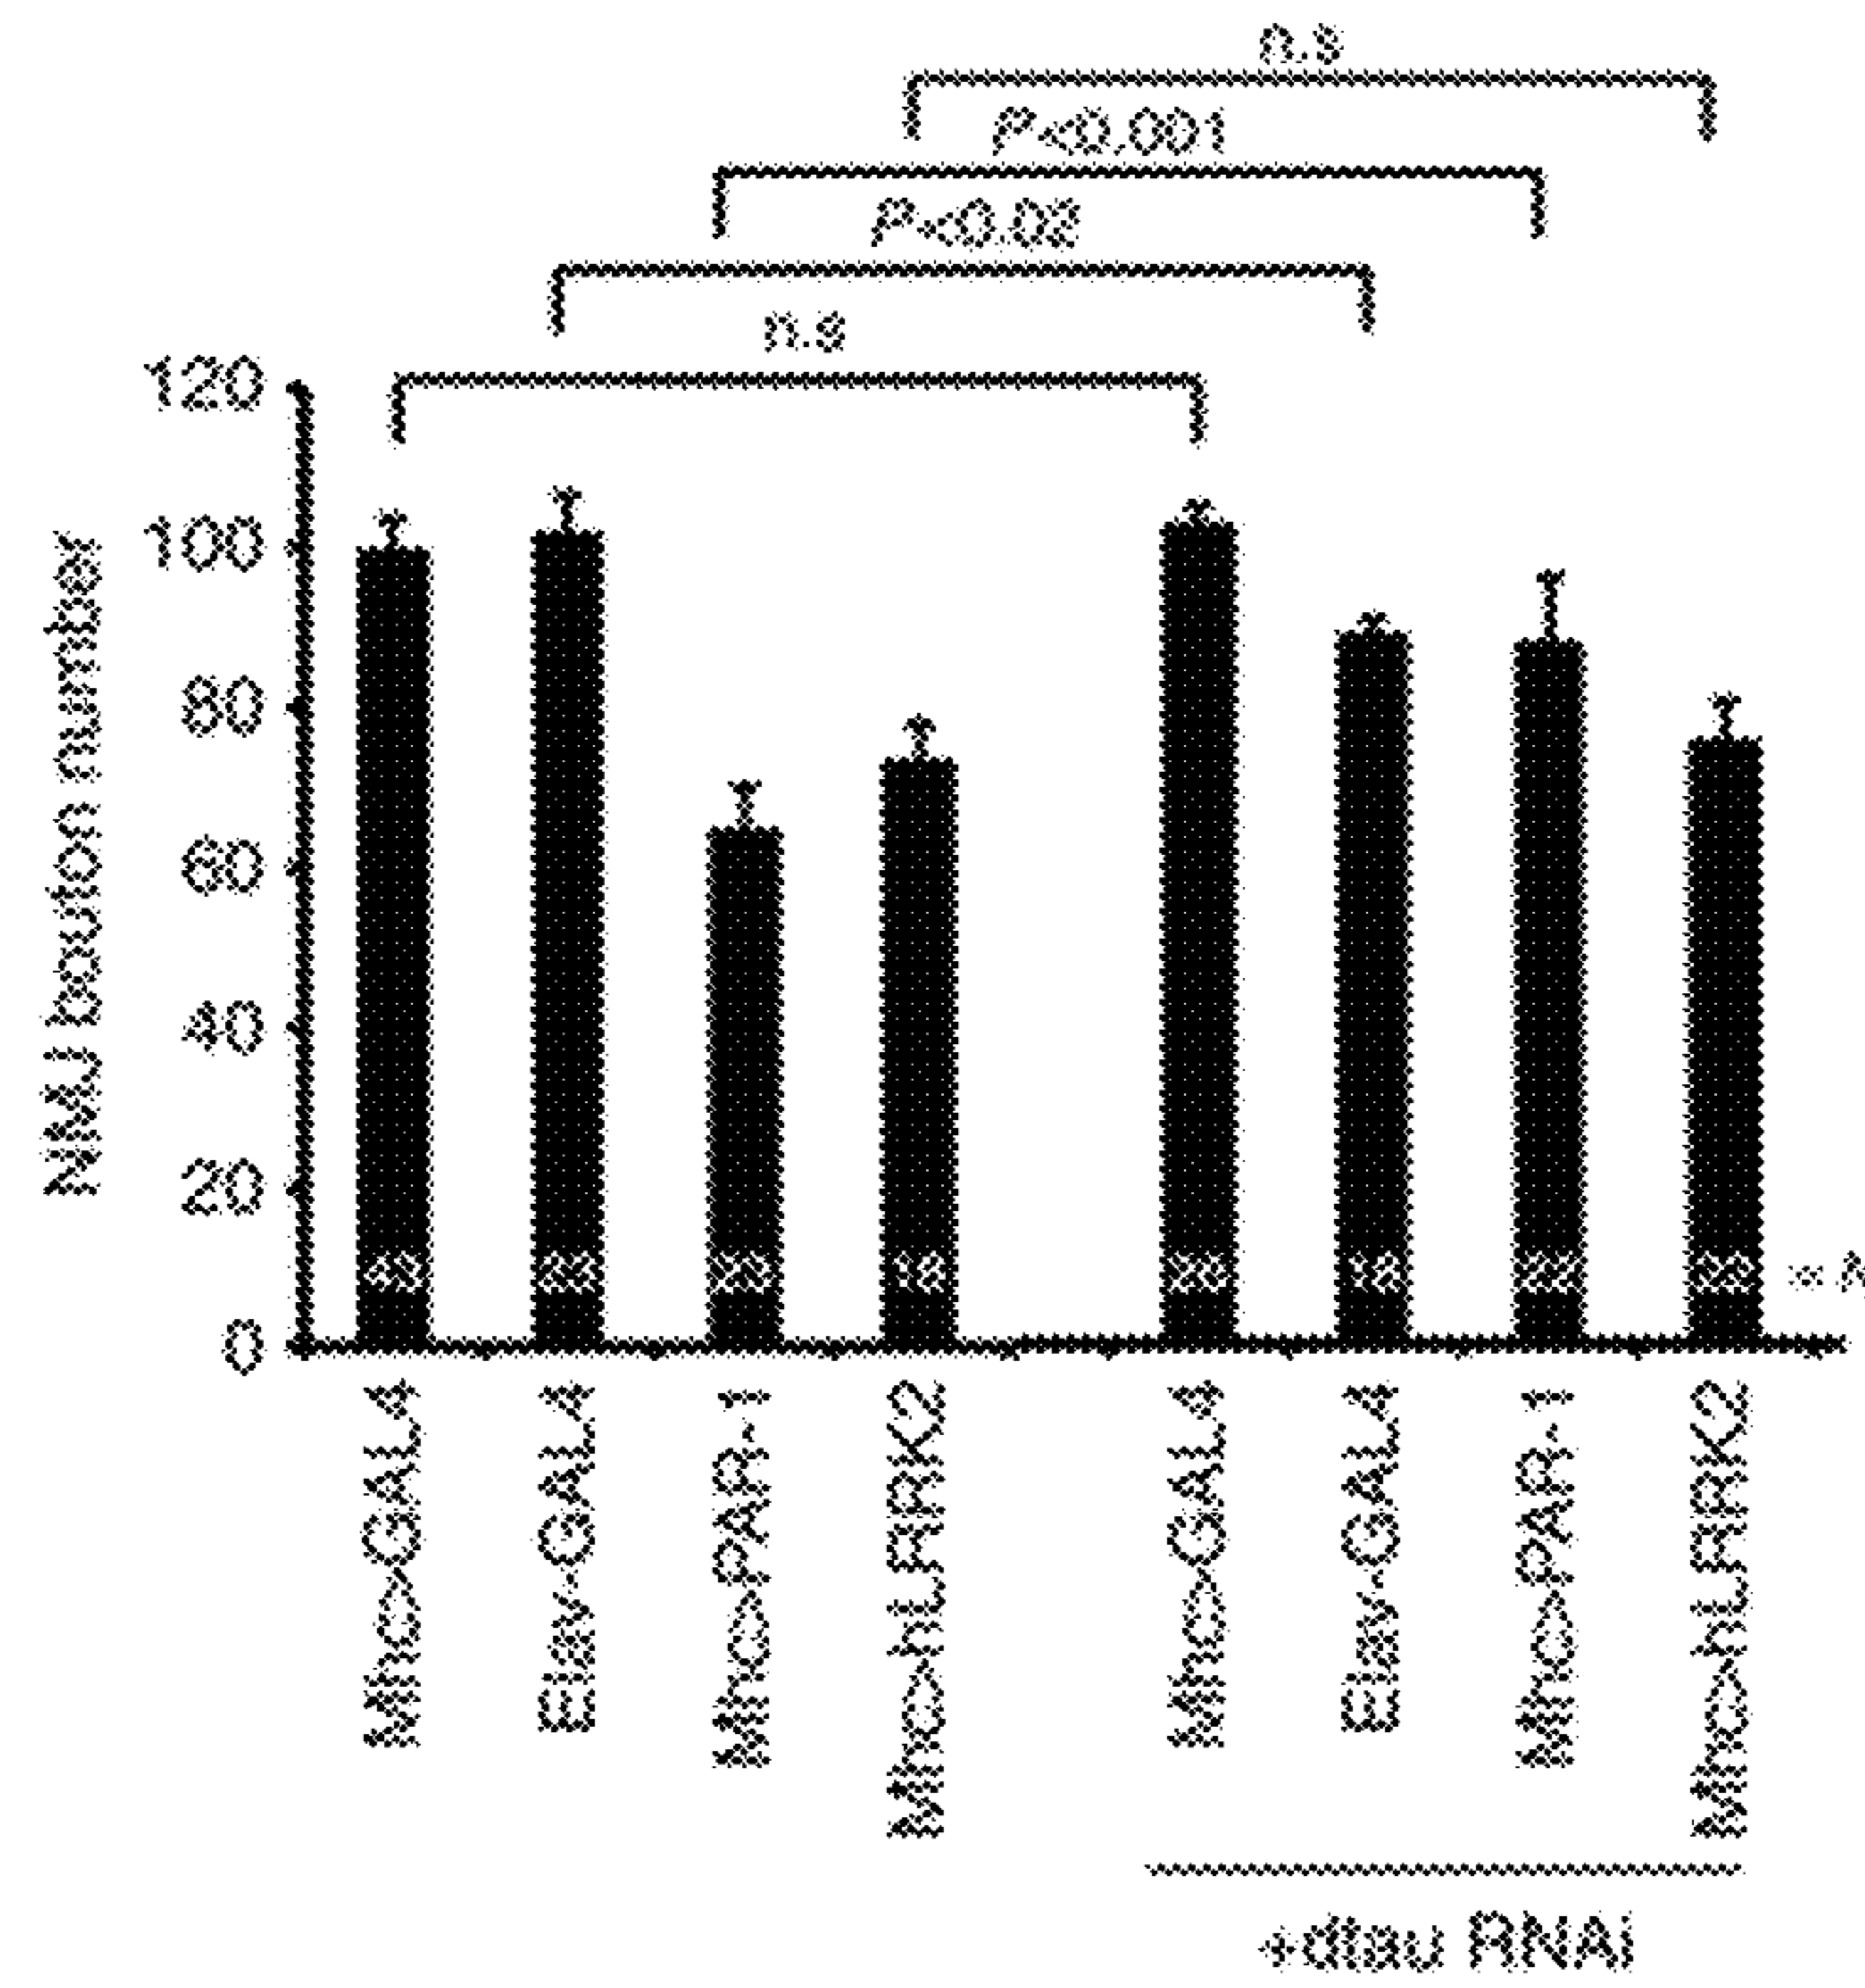 n.s
P<0.001
P<0.02
n.s
120
100
80
60
40
20
0
NMJ bouton number
Mhc>GAL4
Elav-GAL4
Mhc>PAR-1
Mhc>hLRRK2
Mhc>GAL4
Elav-GAL4
Mhc>PAR-1
Mhc>hLRRK2
+dtau RNAi